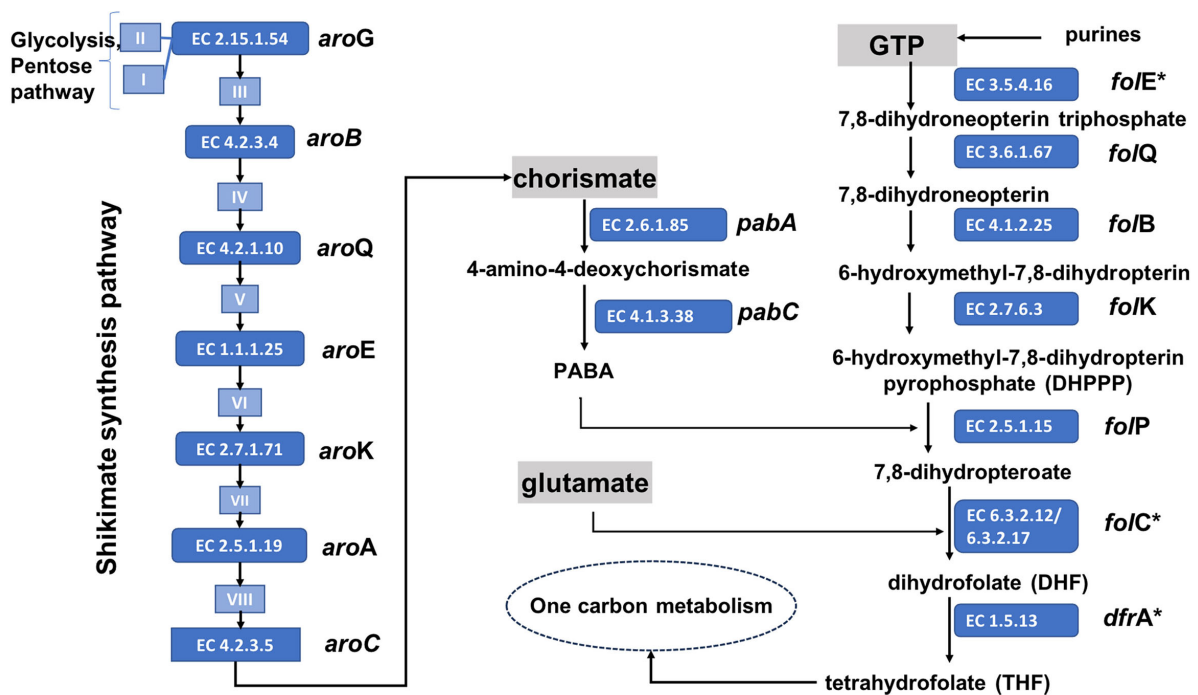 Glycolysis,
Pentose
pathway
II
I
EC 2.15.1.54
aroG
III
EC 4.2.3.4
aroB
IV
EC 4.2.1.10
aroQ
V
EC 1.1.1.25
aroE
VI
EC 2.7.1.71
aroK
VII
EC 2.5.1.19
aroA
VIII
EC 4.2.3.5
aroC
Shikimate synthesis pathway
chorismate
EC 2.6.1.85
pabA
4-amino-4-deoxychorismate
EC 4.1.3.38
pabC
PABA
glutamate
One carbon metabolism
GTP
purines
EC 3.5.4.16
folE*
7,8-dihydroneopterin triphosphate
EC 3.6.1.67
folQ
7,8-dihydroneopterin
EC 4.1.2.25
folB
6-hydroxymethyl-7,8-dihydropterin
EC 2.7.6.3
folK
6-hydroxymethyl-7,8-dihydropterin
pyrophosphate (DHPPP)
EC 2.5.1.15
folP
7,8-dihydropteroate
EC 6.3.2.12/
6.3.2.17
folC*
dihydrofolate (DHF)
EC 1.5.13
dfrA*
tetrahydrofolate (THF)